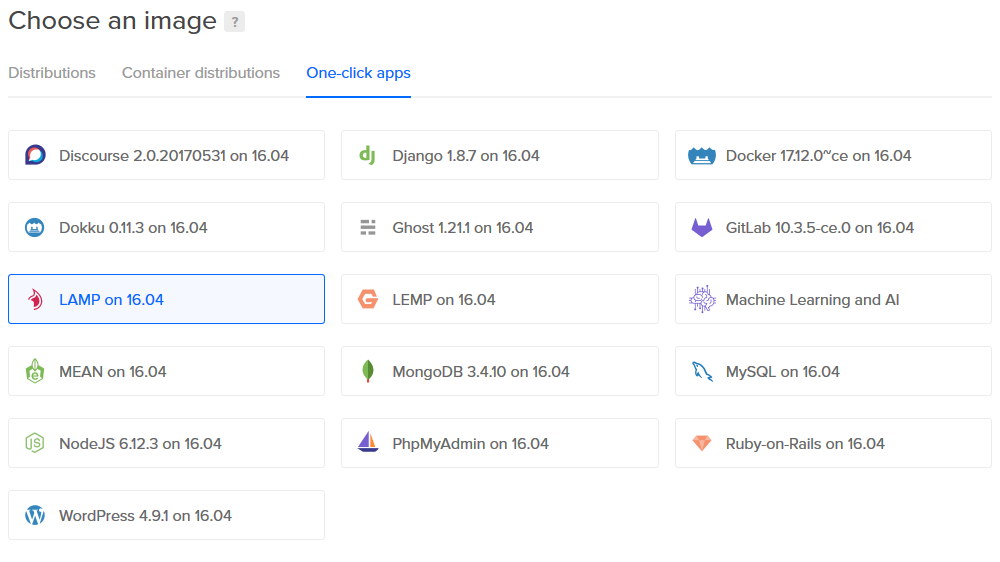 Choose an image ?
Distributions Container distributions One-click apps
Discourse 2.0.20170531 on 16.04 Django 1.8.7 on 16.04 Docker 17.12.0~ce on 16.04
Dokku 0.11.3 on 16.04 Ghost 1.21.1 on 16.04 GitLab 10.3.5-ce.0 on 16.04
LAMP on 16.04 LEMP on 16.04 Machine Learning and AI
MEAN on 16.04 MongoDB 3.4.10 on 16.04 MySQL on 16.04
NodeJS 6.12.3 on 16.04 PhpMyAdmin on 16.04 Ruby-on-Rails on 16.04
WordPress 4.9.1 on 16.04